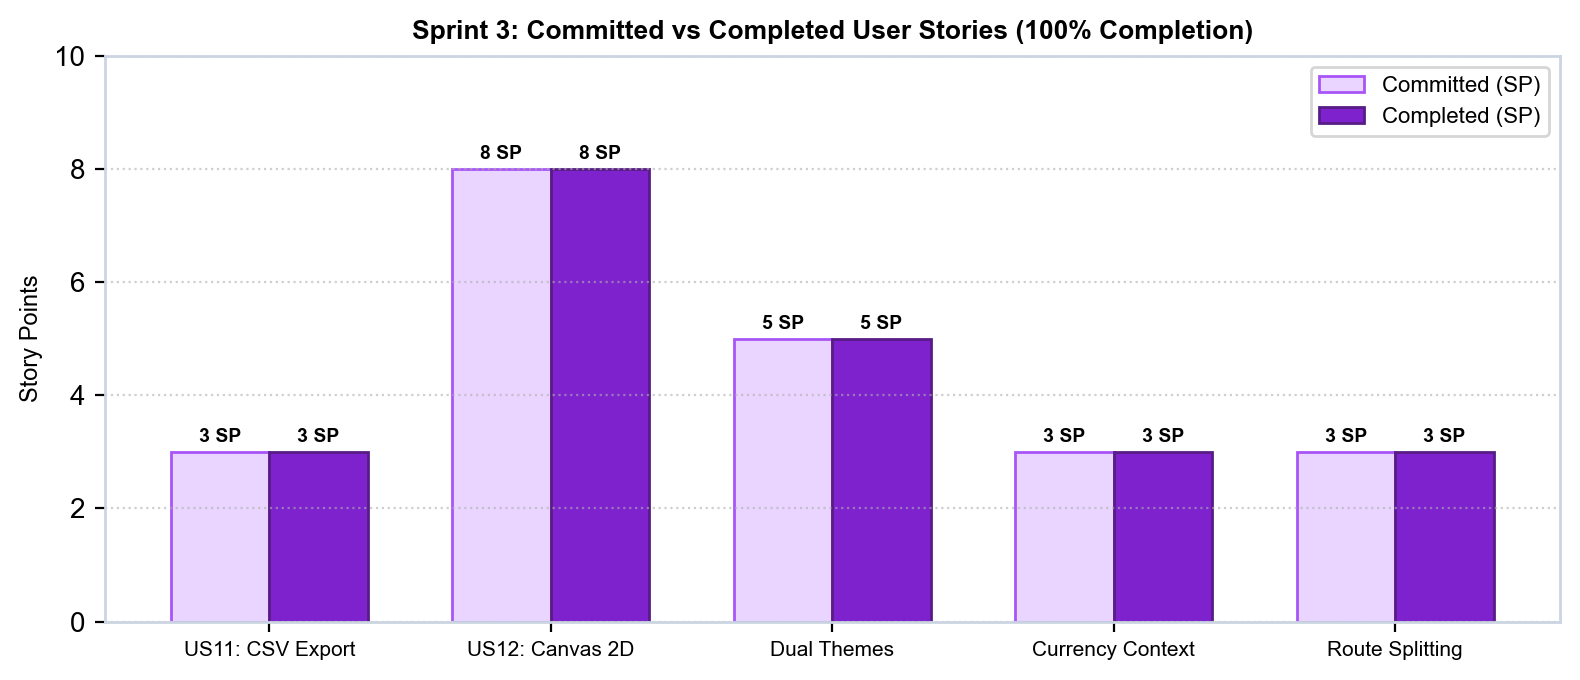 Sprint 3: Committed vs Completed User Stories (100% Completion)
Committed (SP)
Completed (SP)
Story Points
10
8
6
4
2
0
3 SP 3 SP
8 SP 8 SP
5 SP 5 SP
3 SP 3 SP
3 SP 3 SP
US11: CSV Export
US12: Canvas 2D
Dual Themes
Currency Context
Route Splitting